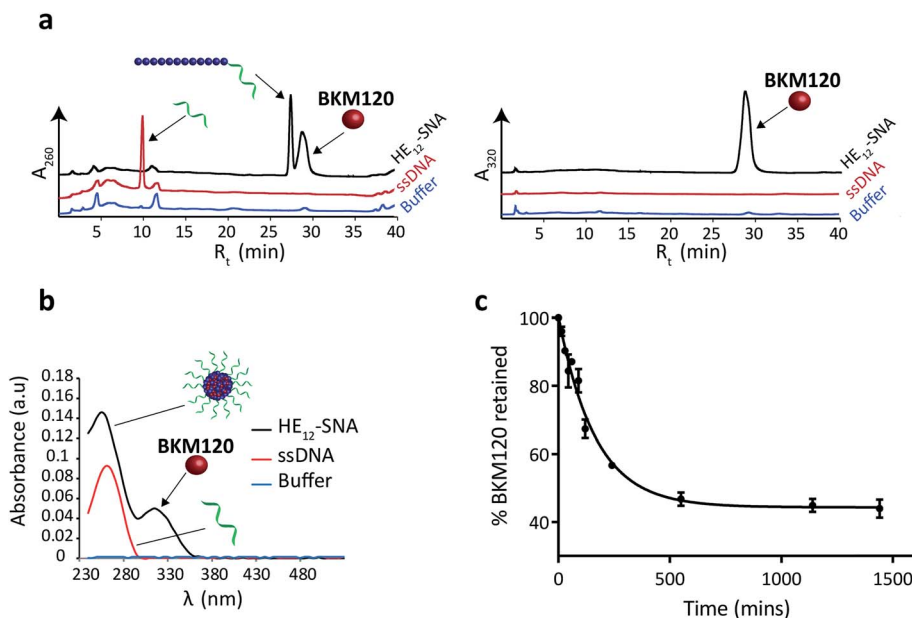 a
BKM120
A260
HE12-SNA
ssDNA
Buffer
5 10 15 20 25 30 35 40
Rt (min)
BKM120
A320
HE12-SNA
ssDNA
Buffer
5 10 15 20 25 30 35 40
Rt (min)
b
Absorbance (a.u)
0.18
0.16
0.14
0.12
0.1
0.08
0.06
0.04
0.02
0
BKM120
HE12-SNA
ssDNA
Buffer
230 280 330 380 430 480
λ (nm)
c
% BKM120 retained
100
80
60
40
0 500 1000 1500
Time (mins)